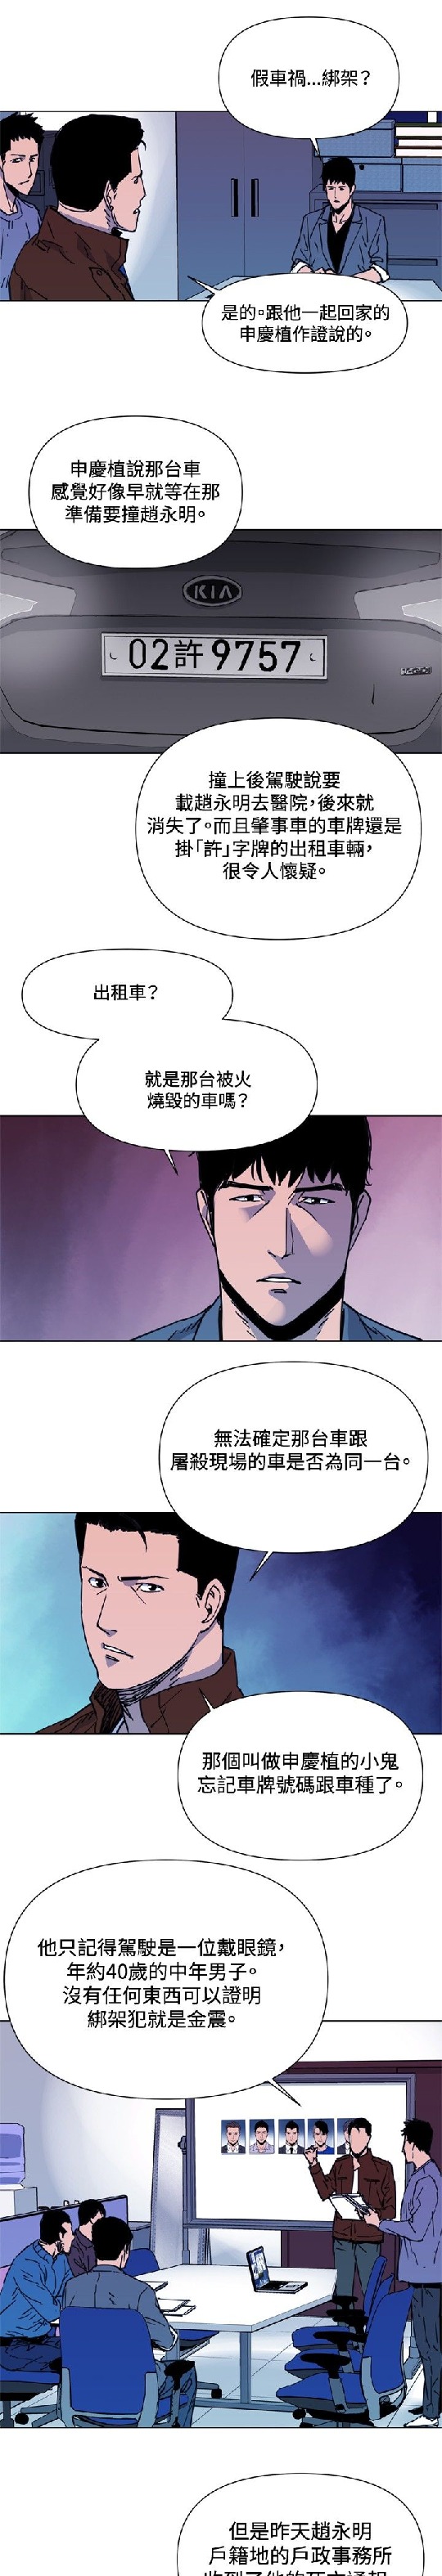 假車禍…綁架？
是的。跟他一起回家的
申慶植作證說的。
申慶植說那台車
感覺好像早就等在那
準備要撞趙永明。
KIA
02許9757
撞上後駕駛說要
載趙永明去醫院，後來就
消失了。而且肇事車的車牌還是
掛「許」字牌的出租車輛，
很令人懷疑。
出租車？
就是那台被火
燒毀的車嗎？
無法確定那台車跟
屠殺現場的車是否為同一台。
那個叫做申慶植的小鬼
忘記車牌號碼跟車種了。
他只記得駕駛是一位戴眼鏡，
年約40歲的中年男子。
沒有任何東西可以證明
綁架犯就是金震。
但是昨天趙永明
戶籍地的戶政事務所